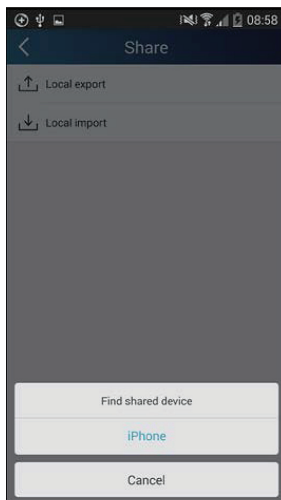 08:58
Share
Local export
Local import
Find shared device
iPhone
Cancel